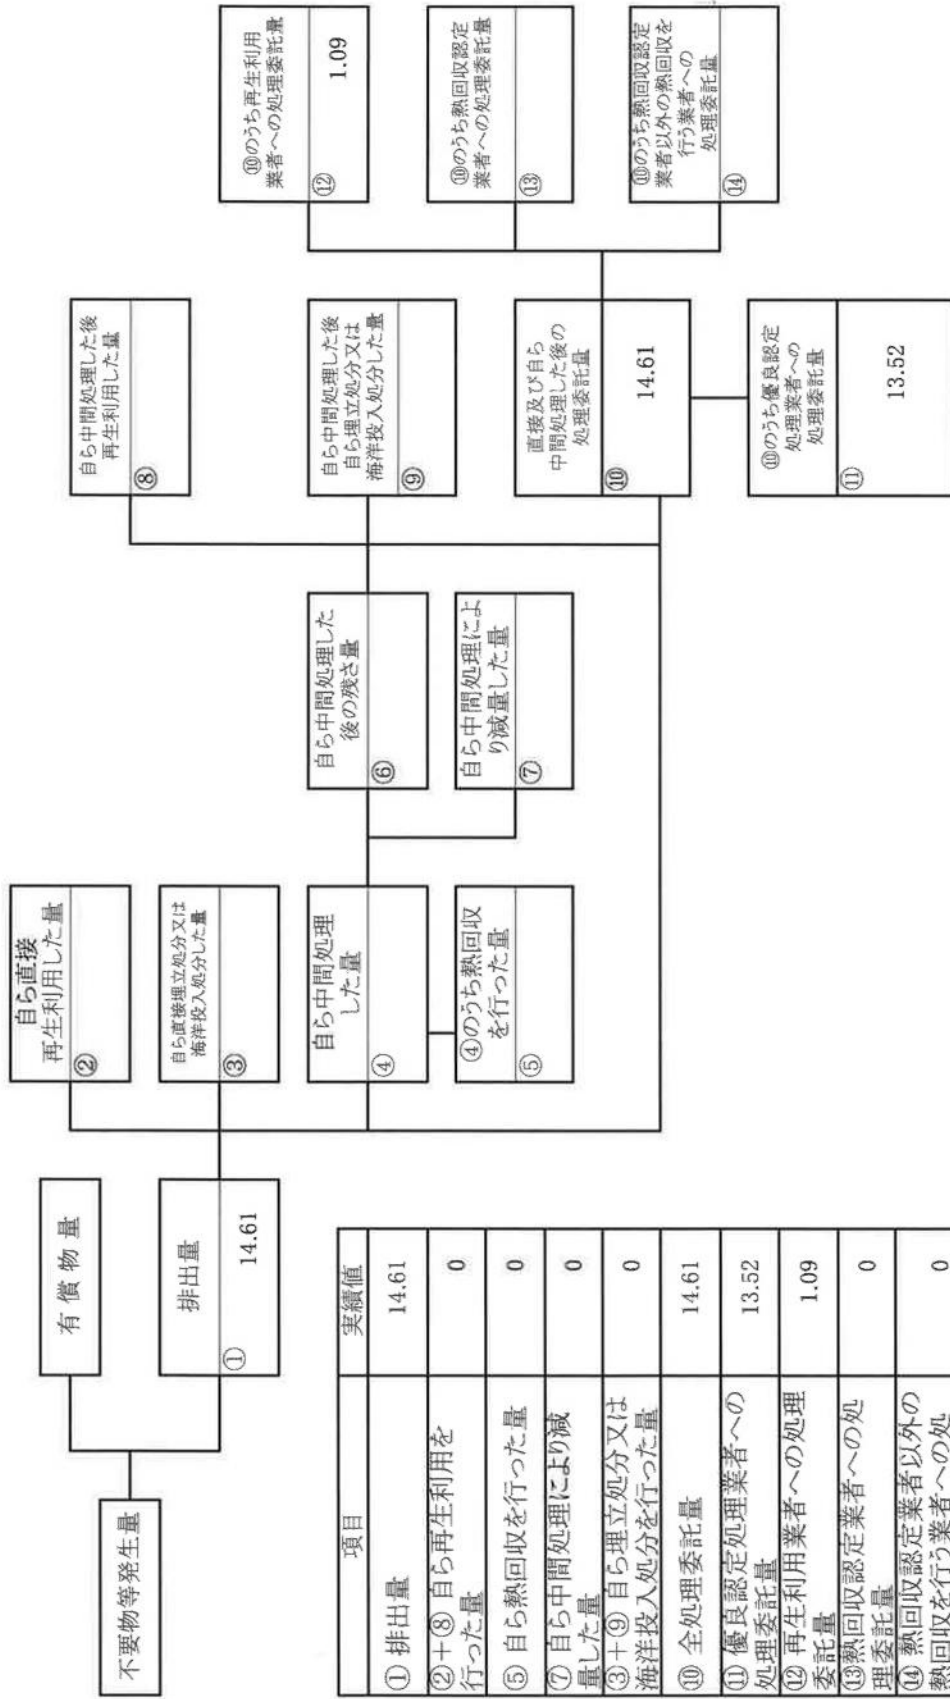 不要物等発生量
有償物量
排出量
①
14.61
自ら直接
再生利用した量
②
自ら直接埋立処分又は
海洋投入処分した量
③
自ら中間処理
した量
④
④のうち熱回収
を行った量
⑤
自ら中間処理した
後の残さ量
⑥
自ら中間処理によ
り減量した量
⑦
自ら中間処理した後
再生利用した量
⑧
自ら中間処理した後
自ら埋立処分又は
海洋投入処分した量
⑨
直接及び自ら
中間処理した後の
処理委託量
⑩
14.61
⑩のうち優良認定
処理業者への
処理委託量
⑪
13.52
⑩のうち再生利用
業者への処理委託量
⑫
1.09
⑩のうち熱回収認定
業者への処理委託量
⑬
⑩のうち熱回収認定
業者以外の熱回収を
行う業者への
処理委託量
⑭
項目 実績値
① 排出量 14.61
②+⑧ 自ら再生利用を
行った量 0
⑤ 自ら熱回収を行った量 0
⑦ 自ら中間処理により減
量した量 0
③+⑨ 自ら埋立処分又は
海洋投入処分を行った量 0
⑩ 全処理委託量 14.61
⑪ 優良認定処理業者への
処理委託量 13.52
⑫ 再生利用業者への処理
委託量 1.09
⑬熱回収認定業者への処
理委託量 0
⑭ 熱回収認定業者以外の
熱回収を行う業者への処 0